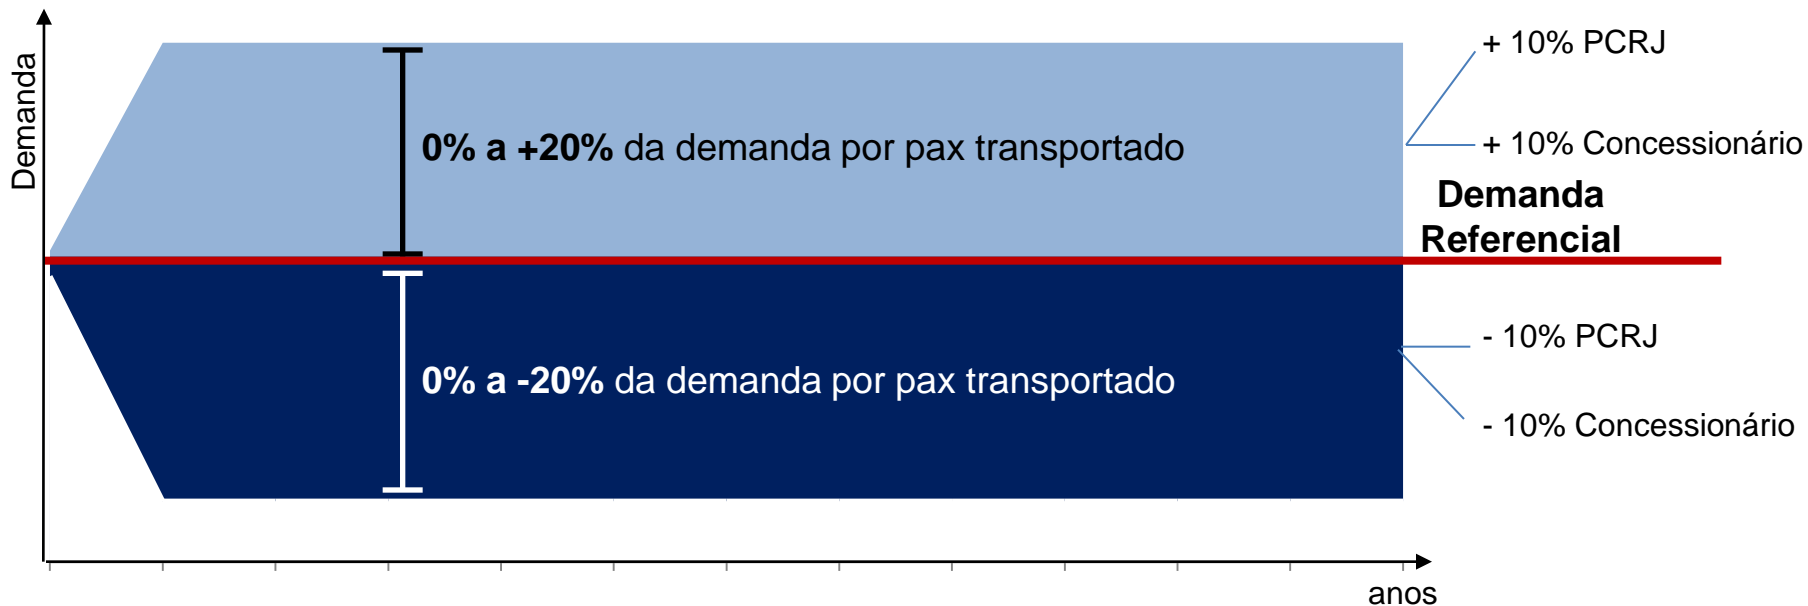 Demanda
+ 10% PCRJ
0% a +20% da demanda por pax transportado
+ 10% Concessionário
Demanda
Referencial
- 10% PCRJ
0% a -20% da demanda por pax transportado
- 10% Concessionário
anos